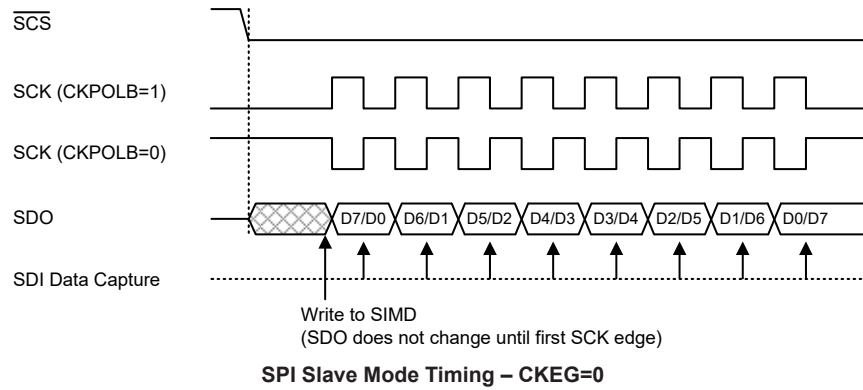 SCS
SCK (CKPOLB=1)
SCK (CKPOLB=0)
SDO
D7/D0 D6/D1 D5/D2 D4/D3 D3/D4 D2/D5 D1/D6 D0/D7
SDI Data Capture
Write to SIMD
(SDO does not change until first SCK edge)
SPI Slave Mode Timing – CKEG=0